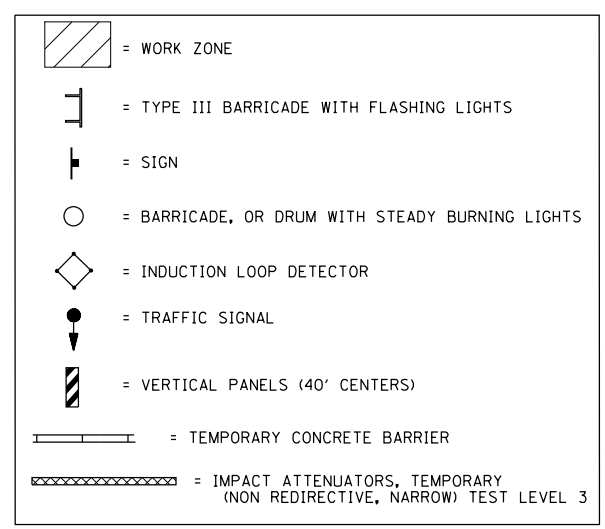 = WORK ZONE
= TYPE III BARRICADE WITH FLASHING LIGHTS
= SIGN
= BARRICADE, OR DRUM WITH STEADY BURNING LIGHTS
= INDUCTION LOOP DETECTOR
= TRAFFIC SIGNAL
= VERTICAL PANELS (40' CENTERS)
= TEMPORARY CONCRETE BARRIER
= IMPACT ATTENUATORS, TEMPORARY
(NON REDIRECTIVE, NARROW) TEST LEVEL 3